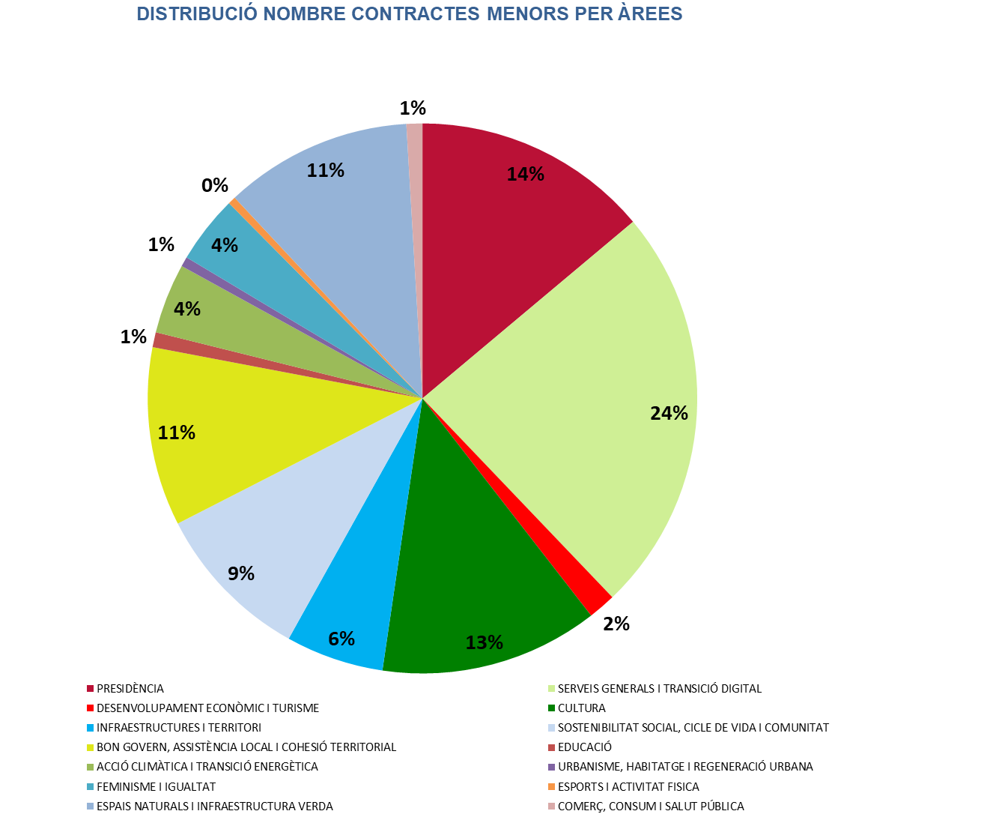 DISTRIBUCIÓ NOMBRE CONTRACTES MENORS PER ÀREES
1%
14%
11%
0%
1%
4%
4%
1%
24%
11%
9%
2%
6%
13%
PRESIDÈNCIA
SERVEIS GENERALS I TRANSICIÓ DIGITAL
DESENVOLUPAMENT ECONÒMIC I TURISME
CULTURA
INFRAESTRUCTURES I TERRITORI
SOSTENIBILITAT SOCIAL, CICLE DE VIDA I COMUNITAT
BON GOVERN, ASSISTÈNCIA LOCAL I COHESIÓ TERRITORIAL
EDUCACIÓ
ACCIÓ CLIMÀTICA I TRANSICIÓ ENERGÈTICA
URBANISME, HABITATGE I REGENERACIÓ URBANA
FEMINISME I IGUALTAT
ESPORTS I ACTIVITAT FISICA
ESPAIS NATURALS I INFRAESTRUCTURA VERDA
COMERÇ, CONSUM I SALUT PÚBLICA